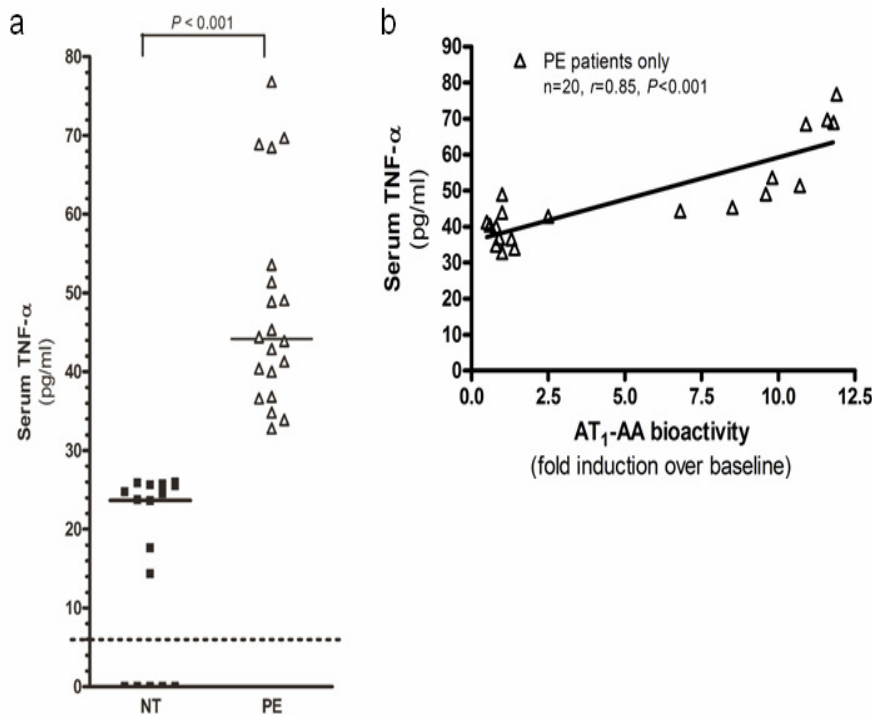 a
P < 0.001
80
70
60
50
40
30
20
10
0
Serum TNF-α
(pg/ml)
NT PE
b
90
80
70
60
50
40
30
20
10
0
Serum TNF-α
(pg/ml)
△ PE patients only
n=20, r=0.85, P<0.001
0.0 2.5 5.0 7.5 10.0 12.5
AT₁-AA bioactivity
(fold induction over baseline)